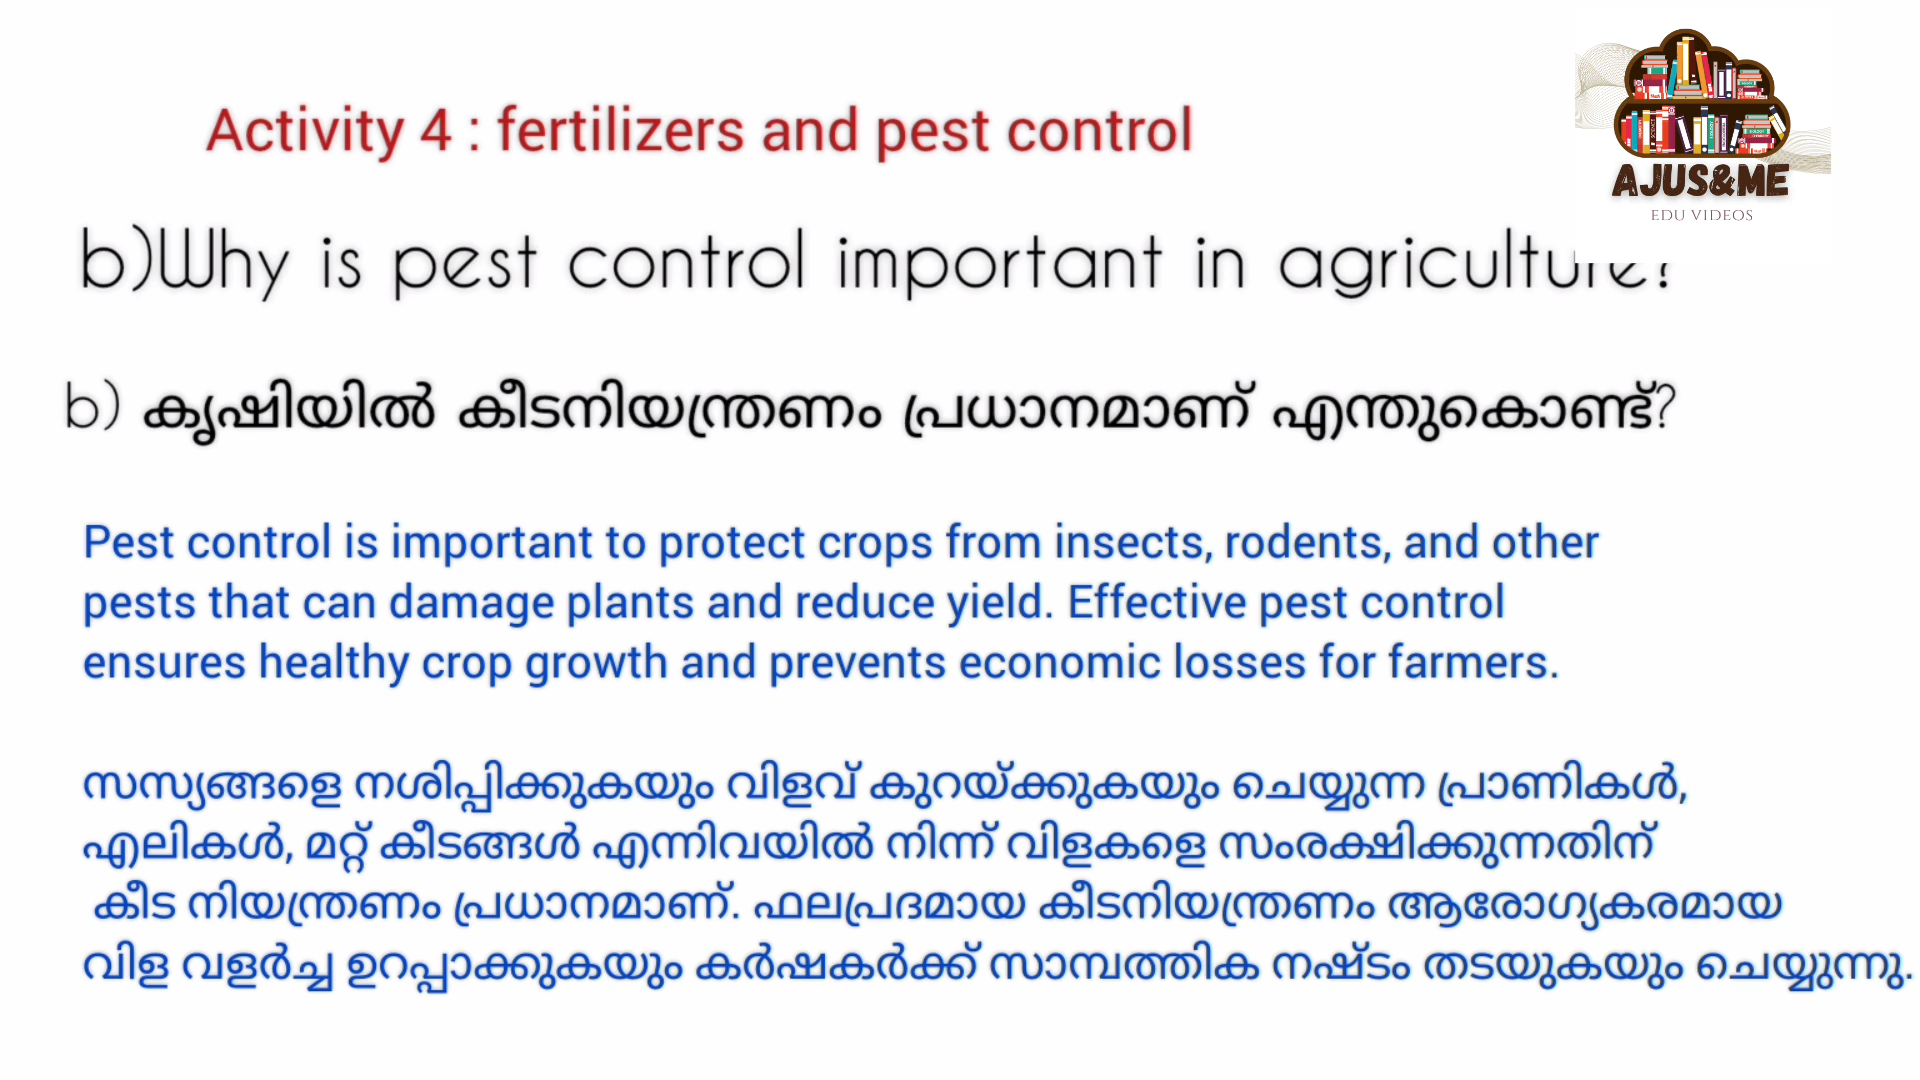 Activity 4 : fertilizers and pest control
AJUS&ME
EDU VIDEOS
b)Why is pest control important in agriculture?
b) കൃഷിയിൽ കീടനിയന്ത്രണം പ്രധാനമാണ് എന്തുകൊണ്ട്?
Pest control is important to protect crops from insects, rodents, and other
pests that can damage plants and reduce yield. Effective pest control
ensures healthy crop growth and prevents economic losses for farmers.
സസ്യങ്ങളെ നശിപ്പിക്കുകയും വിളവ് കുറയ്ക്കുകയും ചെയ്യുന്ന പ്രാണികൾ,
എലികൾ, മറ്റ് കീടങ്ങൾ എന്നിവയിൽ നിന്ന് വിളകളെ സംരക്ഷിക്കുന്നതിന്
കീട നിയന്ത്രണം പ്രധാനമാണ്. ഫലപ്രദമായ കീടനിയന്ത്രണം ആരോഗ്യകരമായ
വിള വളർച്ച ഉറപ്പാക്കുകയും കർഷകർക്ക് സാമ്പത്തിക നഷ്ടം തടയുകയും ചെയ്യുന്നു.